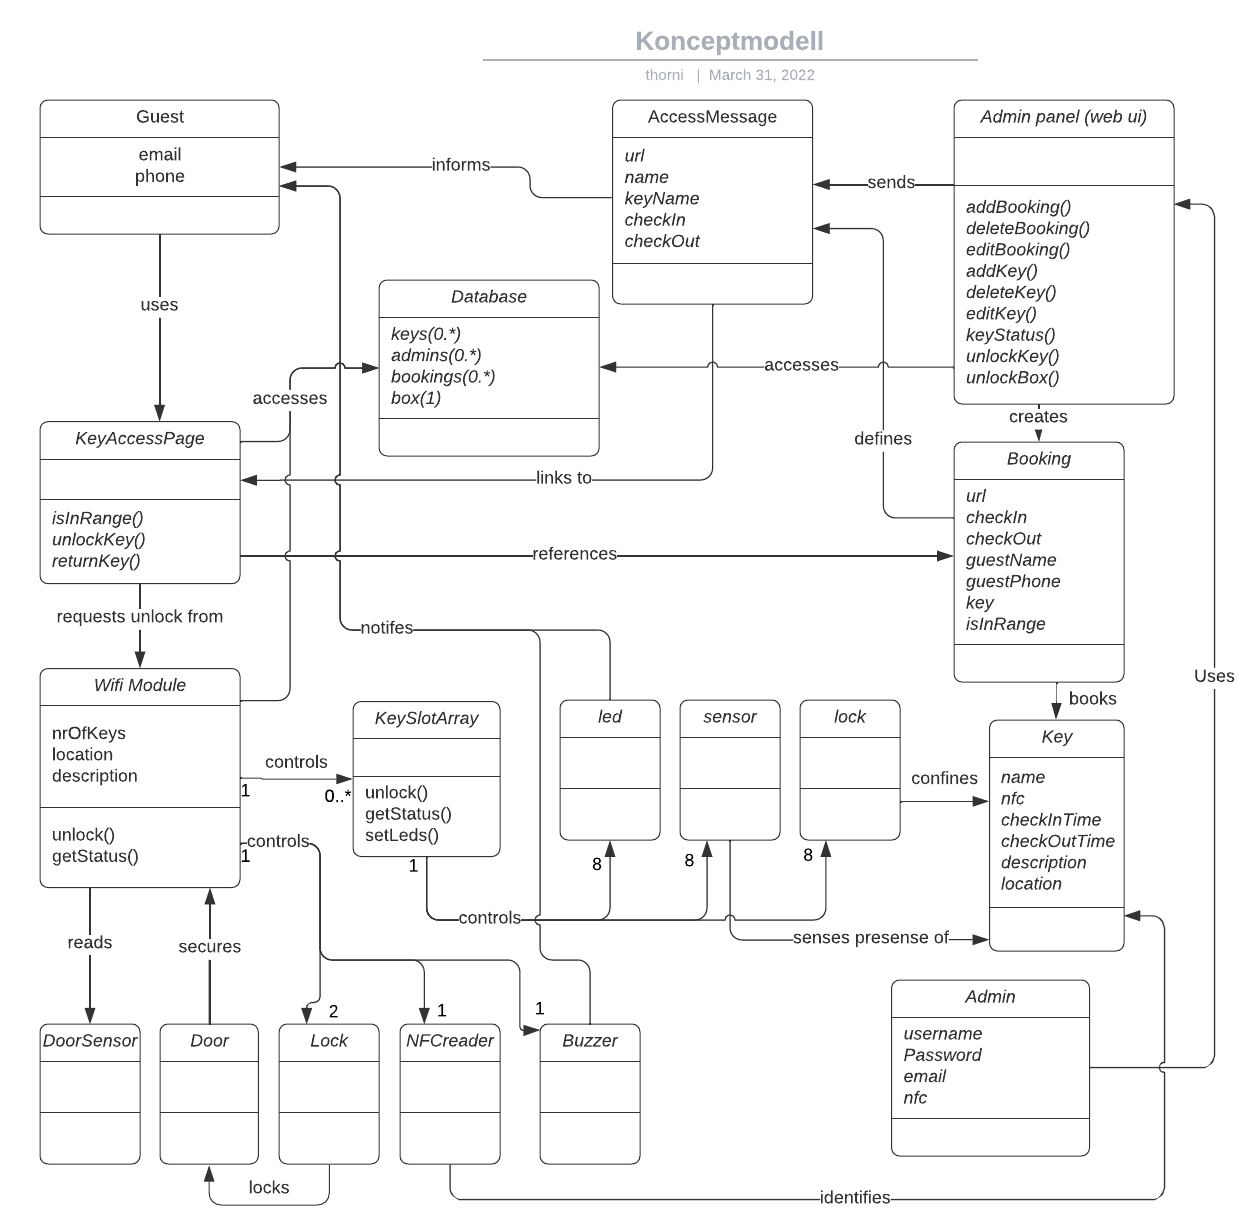 Konceptmodell
thorni | March 31, 2022
Guest
email
phone
AccessMessage
url
name
keyName
checkIn
checkOut
Admin panel (web ui)
addBooking()
deleteBooking()
editBooking()
addKey()
deleteKey()
editKey()
keyStatus()
unlockKey()
unlockBox()
informs
sends
uses
Database
keys(0.*)
admins(0.*)
bookings(0.*)
box(1)
accesses
accesses
creates
defines
links to
KeyAccessPage
isInRange()
unlockKey()
returnKey()
Booking
url
checkIn
checkOut
guestName
guestPhone
key
isInRange
references
requests unlock from
notifes
Uses
books
Wifi Module
nrOfKeys
location
description
unlock()
getStatus()
controls
1
0..*
KeySlotArray
unlock()
getStatus()
setLeds()
led
sensor
lock
confines
Key
name
nfc
checkInTime
checkOutTime
description
location
controls
1
1
8
8
8
controls
senses presense of
reads
secures
2
1
1
DoorSensor
Door
Lock
NFCreader
Buzzer
Admin
username
Password
email
nfc
locks
identifies